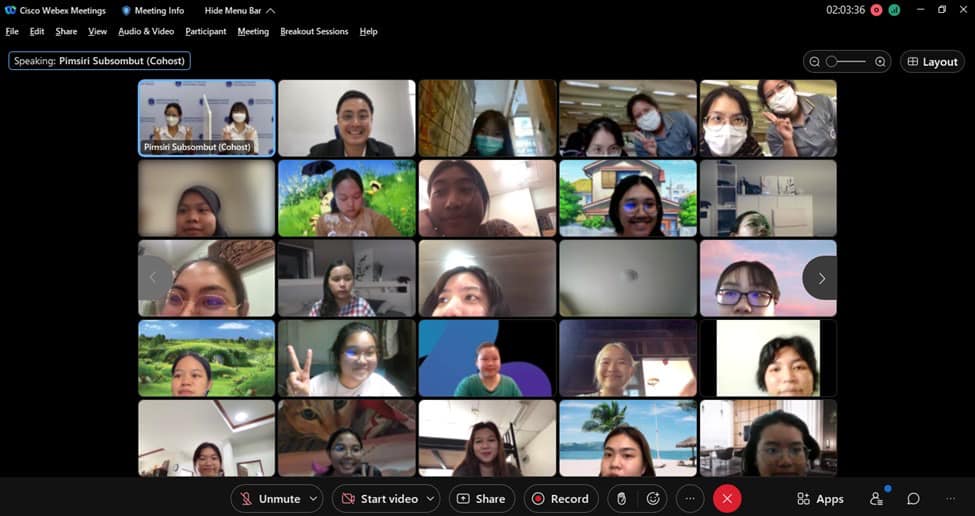 Cisco Webex Meetings Meeting Info Hide Menu Bar 02:03:36
File Edit Share View Audio & Video Participant Meeting Breakout Sessions Help
Speaking: Pimsiri Subsombut (Cohost) Layout
Pimsiri Subsombut (Cohost)
Unmute Start video Share Record Apps